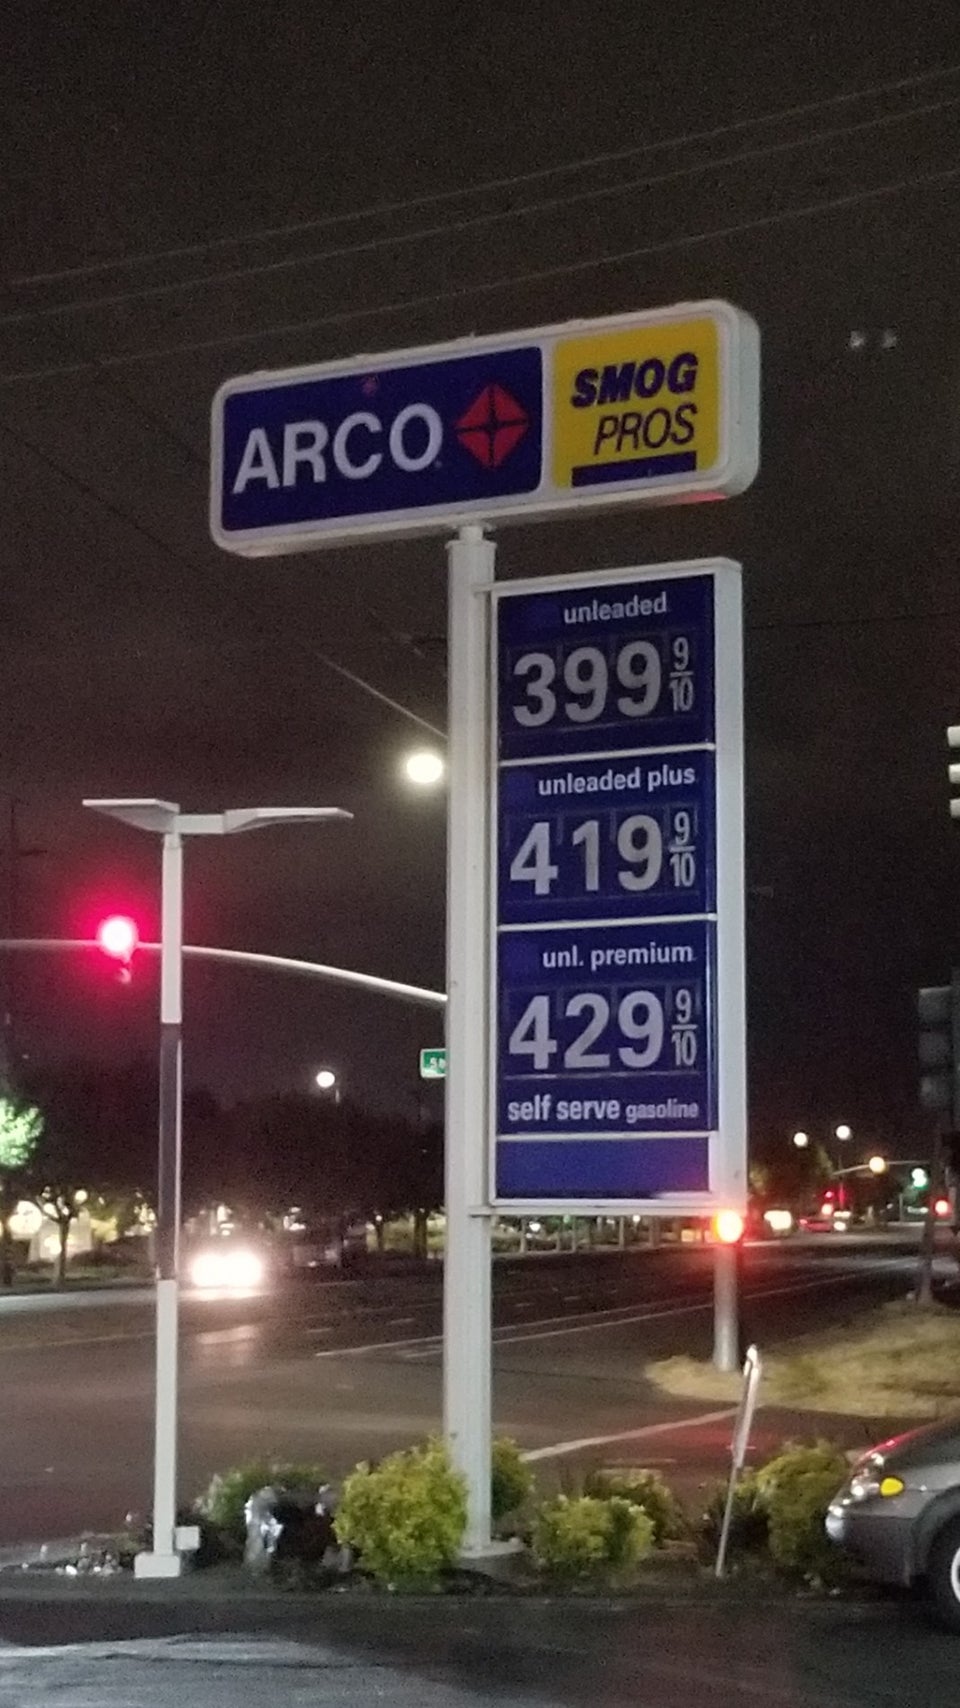 ARCO
SMOG
PROS
unleaded
399 9/10
unleaded plus
419 9/10
unl. premium
429 9/10
self serve gasoline